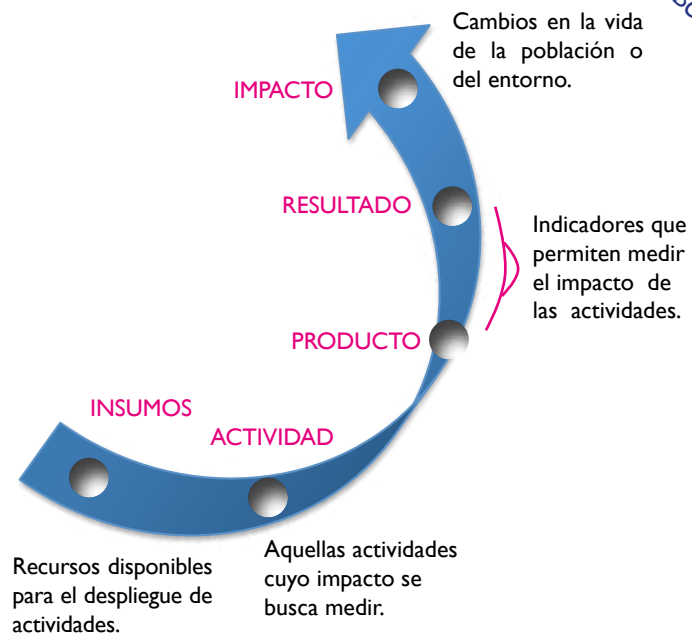 Cambios en la vida
de la población o
del entorno.
IMPACTO
RESULTADO
Indicadores que
permiten medir
el impacto de
las actividades.
PRODUCTO
INSUMOS
ACTIVIDAD
Recursos disponibles
para el despliegue de
actividades.
Aquellas actividades
cuyo impacto se
busca medir.